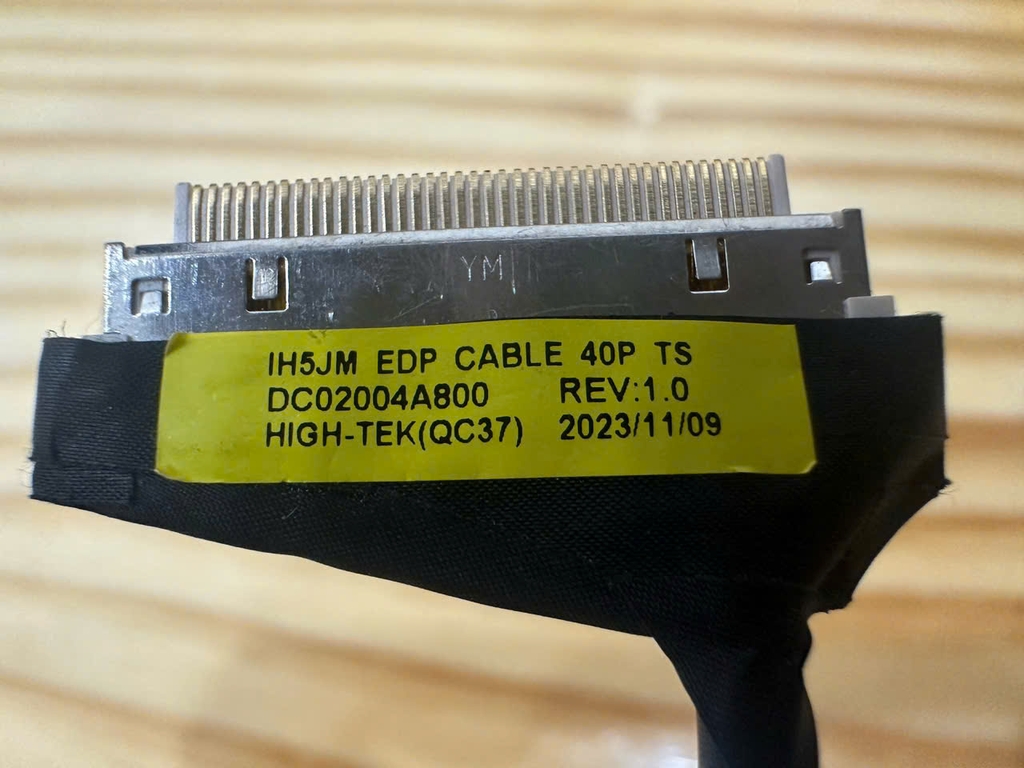 YM
IH5JM EDP CABLE 40P TS
DC02004A800 REV:1.0
HIGH-TEK(QC37) 2023/11/09